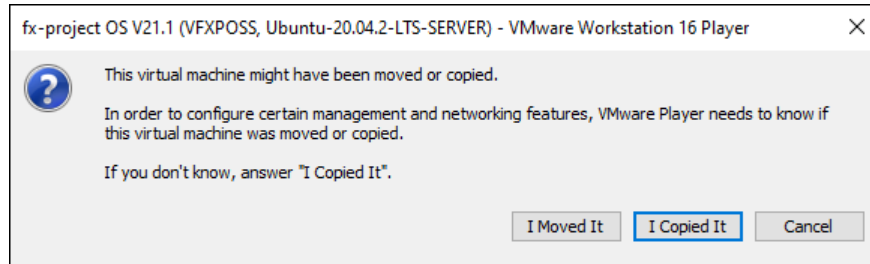 fx-project OS V21.1 (VFXPOSS, Ubuntu-20.04.2-LTS-SERVER) - VMware Workstation 16 Player
This virtual machine might have been moved or copied.
In order to configure certain management and networking features, VMware Player needs to know if
this virtual machine was moved or copied.
If you don't know, answer "I Copied It".
I Moved It
I Copied It
Cancel